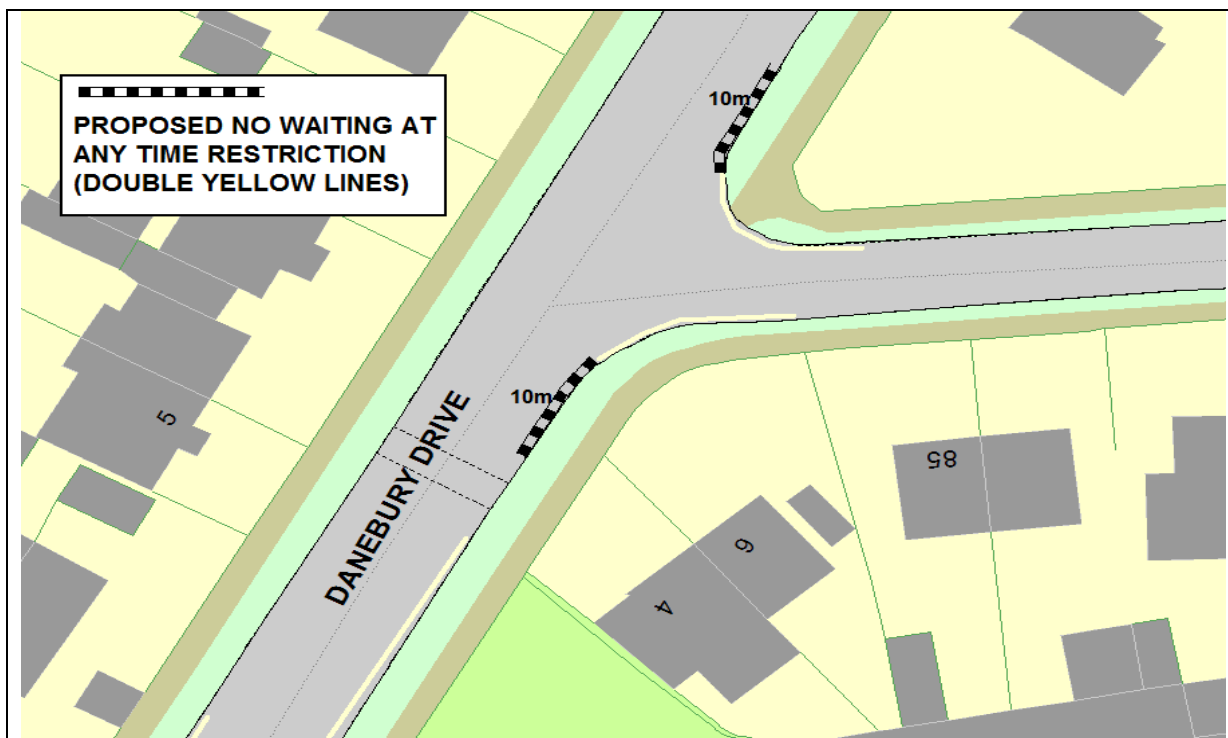 PROPOSED NO WAITING AT
ANY TIME RESTRICTION
(DOUBLE YELLOW LINES)
10m
10m
DANEBURY DRIVE
5
85
6
4